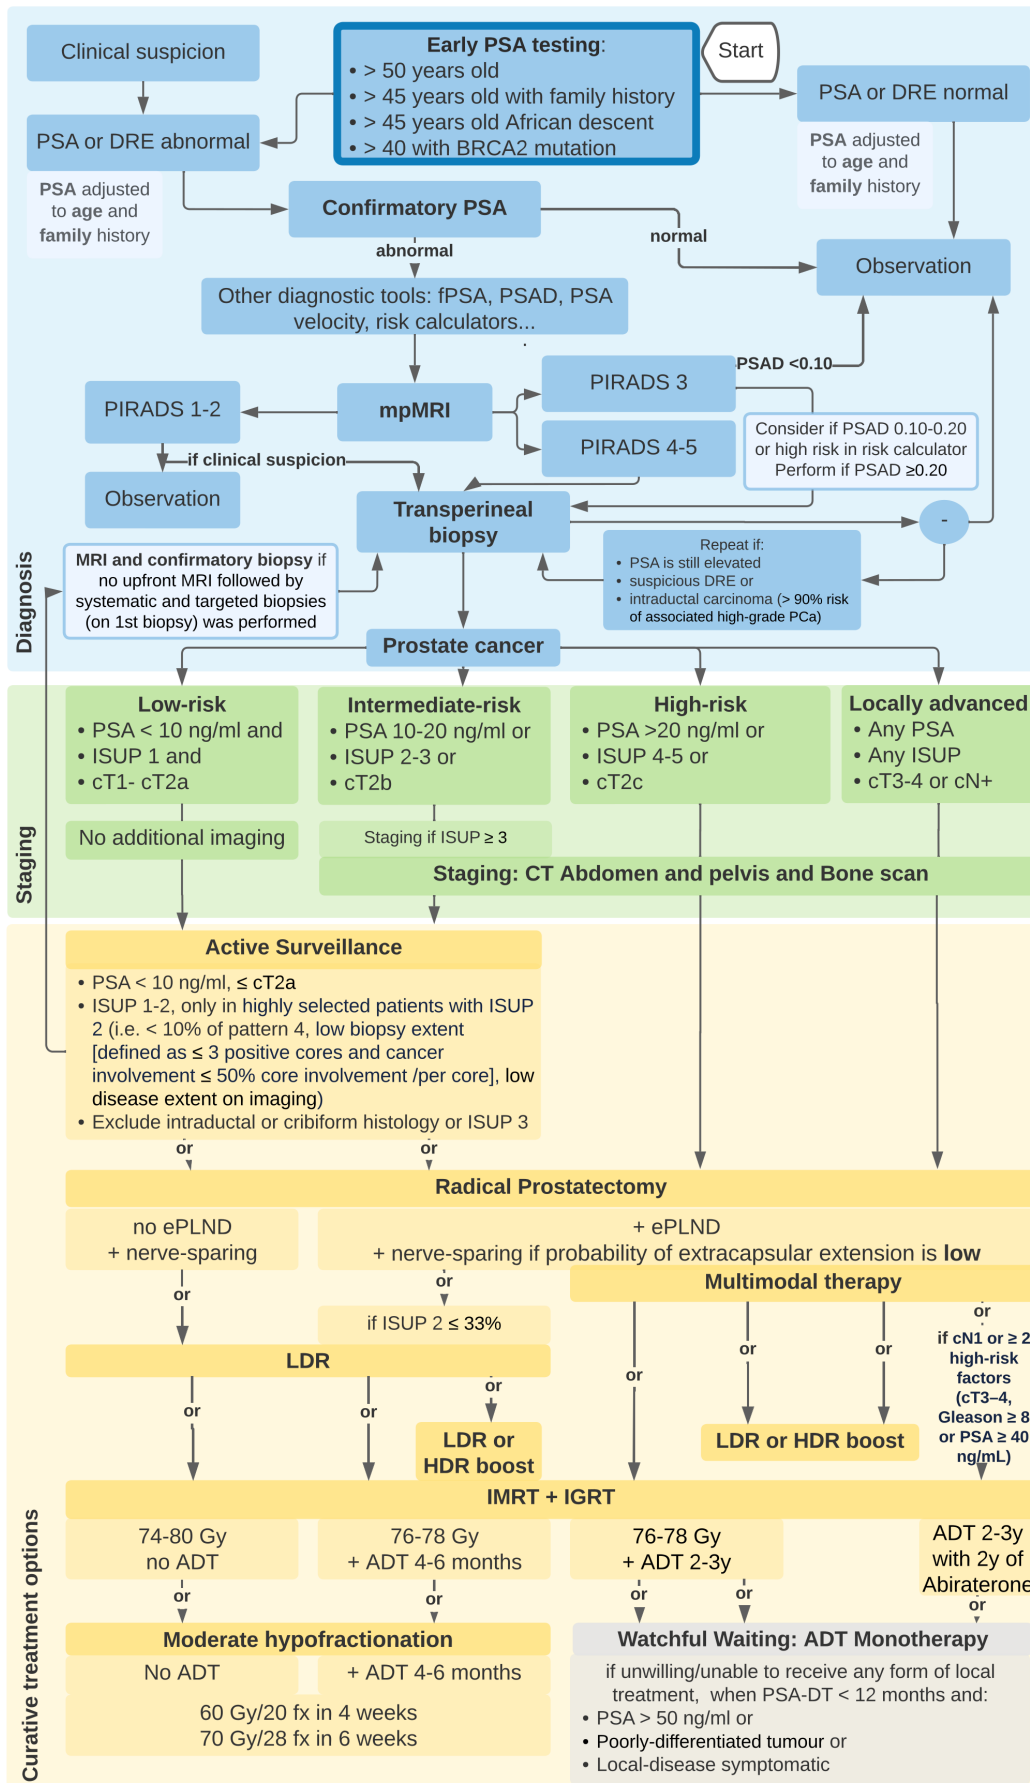 Clinical suspicion
Early PSA testing:
• > 50 years old
• > 45 years old with family history
• > 45 years old African descent
• > 40 with BRCA2 mutation
Start
PSA or DRE normal
PSA adjusted
to age and
family history
PSA or DRE abnormal
PSA adjusted
to age and
family history
Confirmatory PSA
normal
abnormal
Observation
Other diagnostic tools: fPSA, PSAD, PSA
velocity, risk calculators...
.
PSAD <0.10
PIRADS 3
PIRADS 1-2
mpMRI
PIRADS 4-5
Consider if PSAD 0.10-0.20
or high risk in risk calculator
Perform if PSAD ≥0.20
if clinical suspicion
Observation
Transperineal
biopsy
-
Repeat if:
• PSA is still elevated
• suspicious DRE or
• intraductal carcinoma (> 90% risk
of associated high-grade PCa)
MRI and confirmatory biopsy if
no upfront MRI followed by
systematic and targeted biopsies
(on 1st biopsy) was performed
Diagnosis
Prostate cancer
Low-risk
• PSA < 10 ng/ml and
• ISUP 1 and
• cT1- cT2a
Intermediate-risk
• PSA 10-20 ng/ml or
• ISUP 2-3 or
• cT2b
High-risk
• PSA >20 ng/ml or
• ISUP 4-5 or
• cT2c
Locally advanced
• Any PSA
• Any ISUP
• cT3-4 or cN+
No additional imaging
Staging if ISUP ≥ 3
Staging: CT Abdomen and pelvis and Bone scan
Staging
Active Surveillance
• PSA < 10 ng/ml, ≤ cT2a
• ISUP 1-2, only in highly selected patients with ISUP
2 (i.e. < 10% of pattern 4, low biopsy extent
[defined as ≤ 3 positive cores and cancer
involvement ≤ 50% core involvement /per core], low
disease extent on imaging)
• Exclude intraductal or cribiform histology or ISUP 3
or
or
Radical Prostatectomy
no ePLND
+ nerve-sparing
+ ePLND
+ nerve-sparing if probability of extracapsular extension is low
Multimodal therapy
or
or
if ISUP 2 ≤ 33%
LDR
or
or
or
LDR or
HDR boost
or
or
or
LDR or HDR boost
or
if cN1 or ≥ 2
high-risk
factors
(cT3–4,
Gleason ≥ 8
or PSA ≥ 40
ng/mL)
IMRT + IGRT
74-80 Gy
no ADT
76-78 Gy
+ ADT 4-6 months
76-78 Gy
+ ADT 2-3y
ADT 2-3y
with 2y of
Abiraterone
or
or
or
or
or
Moderate hypofractionation
No ADT
+ ADT 4-6 months
60 Gy/20 fx in 4 weeks
70 Gy/28 fx in 6 weeks
Watchful Waiting: ADT Monotherapy
if unwilling/unable to receive any form of local
treatment, when PSA-DT < 12 months and:
• PSA > 50 ng/ml or
• Poorly-differentiated tumour or
• Local-disease symptomatic
Curative treatment options